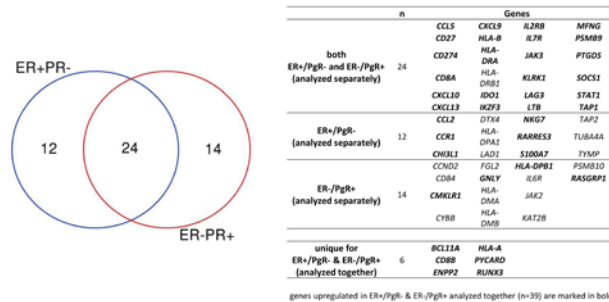 ER+PR-
12 24 14
ER-PR+
n Genes
CCL5 CXCL9 IL2RB MFNG
CD27 HLA-B IL7R PSMB9
both
ER+/PgR- and ER-/PgR+
(analyzed separately)
24
CD274 HLA-DRA JAK3 PTGDS
CD8A HLA-DRB1 KLRK1 SOCS1
CXCL10 IDO1 LAG3 STAT1
CXCL13 IKZF3 LTB TAP1
ER+/PgR-
(analyzed separately)
12
CCL2 DTX4 NKG7 TAP2
CCR1 HLA-DPA1 RARRES3 TUBA4A
CHI3L1 LAD1 S100A7 TYMP
ER-/PgR+
(analyzed separately)
14
CCND2 FGL2 HLA-DPB1 PSMB10
CD84 GNLY IL6R RASGRP1
CMKLR1 HLA-DMA JAK2
CYBB HLA-DMB KAT2B
unique for
ER+/PgR- & ER-/PgR+
(analyzed together)
6
BCL11A HLA-A
CD8B PYCARD
ENPP2 RUNX3
genes upregulated in ER+/PgR- & ER-/PgR+ analyzed together (n=39) are marked in bold